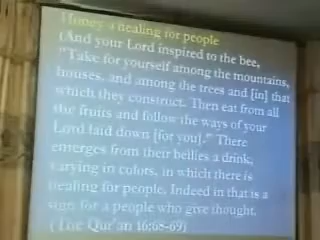 Honey a healing for people
(And your Lord inspired to the bee,
"Take for yourself among the mountains,
houses, and among the trees and [in] that
which they construct. Then eat from all
the fruits and follow the ways of your
Lord laid down [for you]." There
emerges from their bellies a drink,
varying in colors, in which there is
healing for people. Indeed in that is a
sign for a people who give thought.
(The Qur'an 16:68-69)